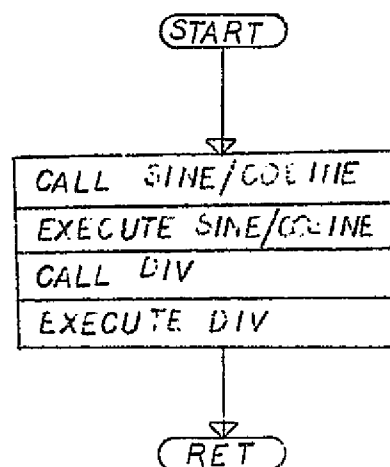 START
CALL SINE/COSINE
EXECUTE SINE/COSINE
CALL DIV
EXECUTE DIV
RET